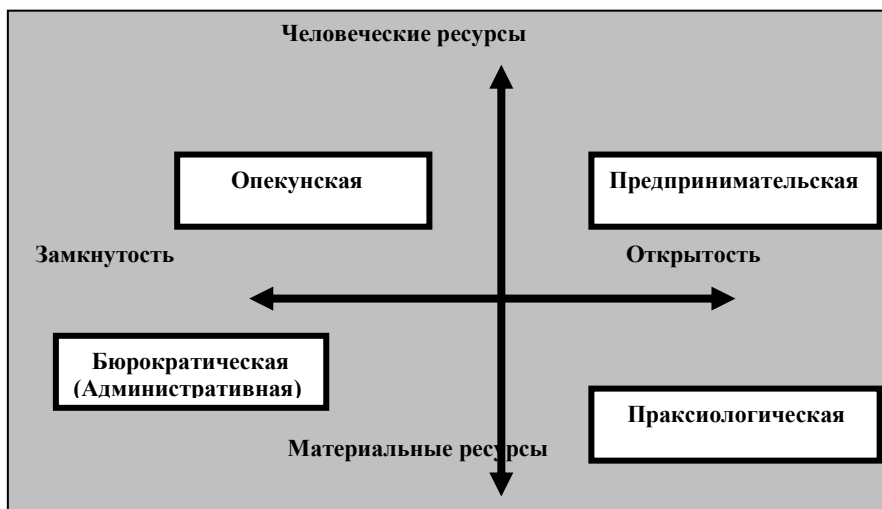 Человеческие ресурсы
Опекунская
Предпринимательская
Замкнутость
Открытость
Бюрократическая
(Административная)
Праксиологическая
Материальные ресурсы